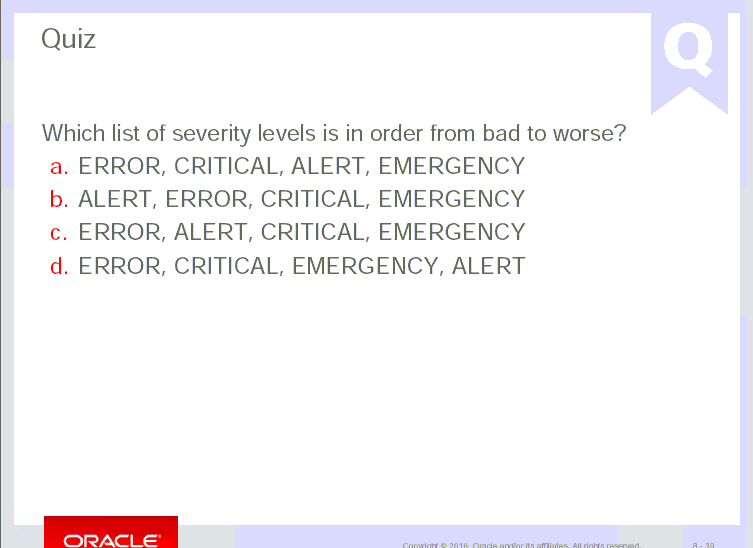 Quiz
Q
Which list of severity levels is in order from bad to worse?
a. ERROR, CRITICAL, ALERT, EMERGENCY
b. ALERT, ERROR, CRITICAL, EMERGENCY
c. ERROR, ALERT, CRITICAL, EMERGENCY
d. ERROR, CRITICAL, EMERGENCY, ALERT
ORACLE®
Copyright © 2016, Oracle and/or its affiliates. All rights reserved.
8 - 39